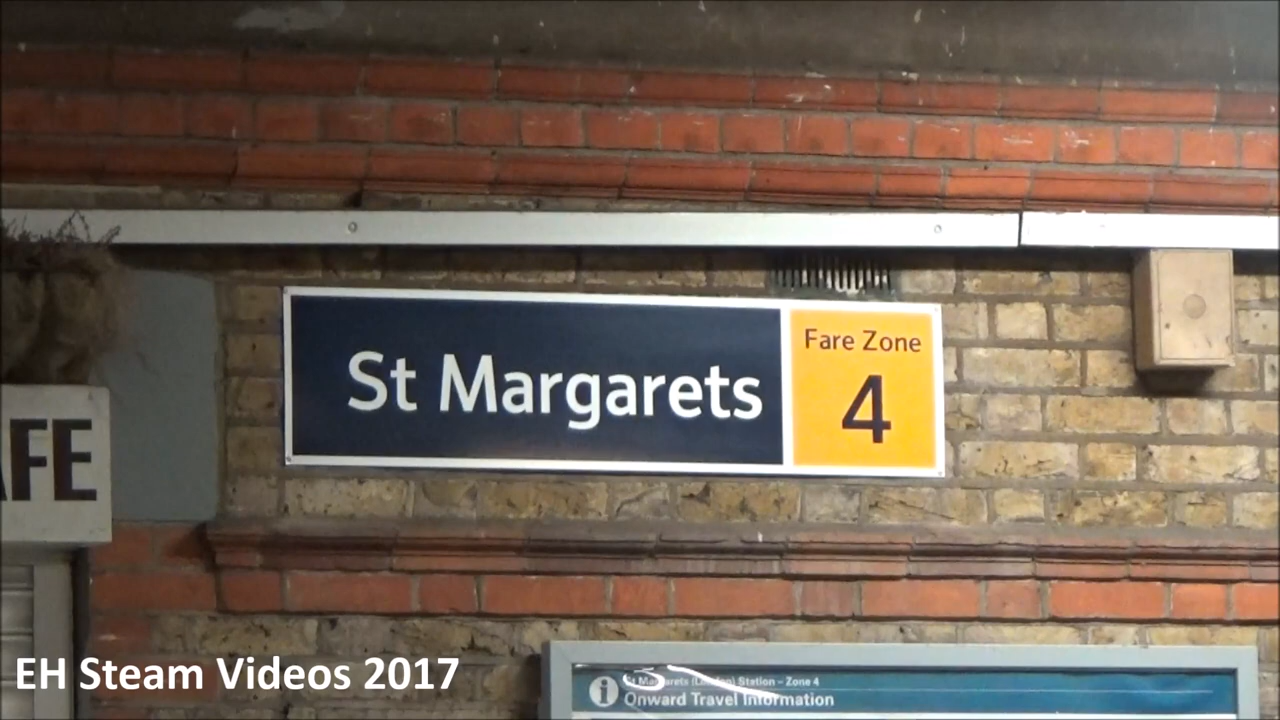 St Margarets
Fare Zone
4
AFE
EH Steam Videos 2017
i
St Margarets (London) Station – Zone 4
Onward Travel Information